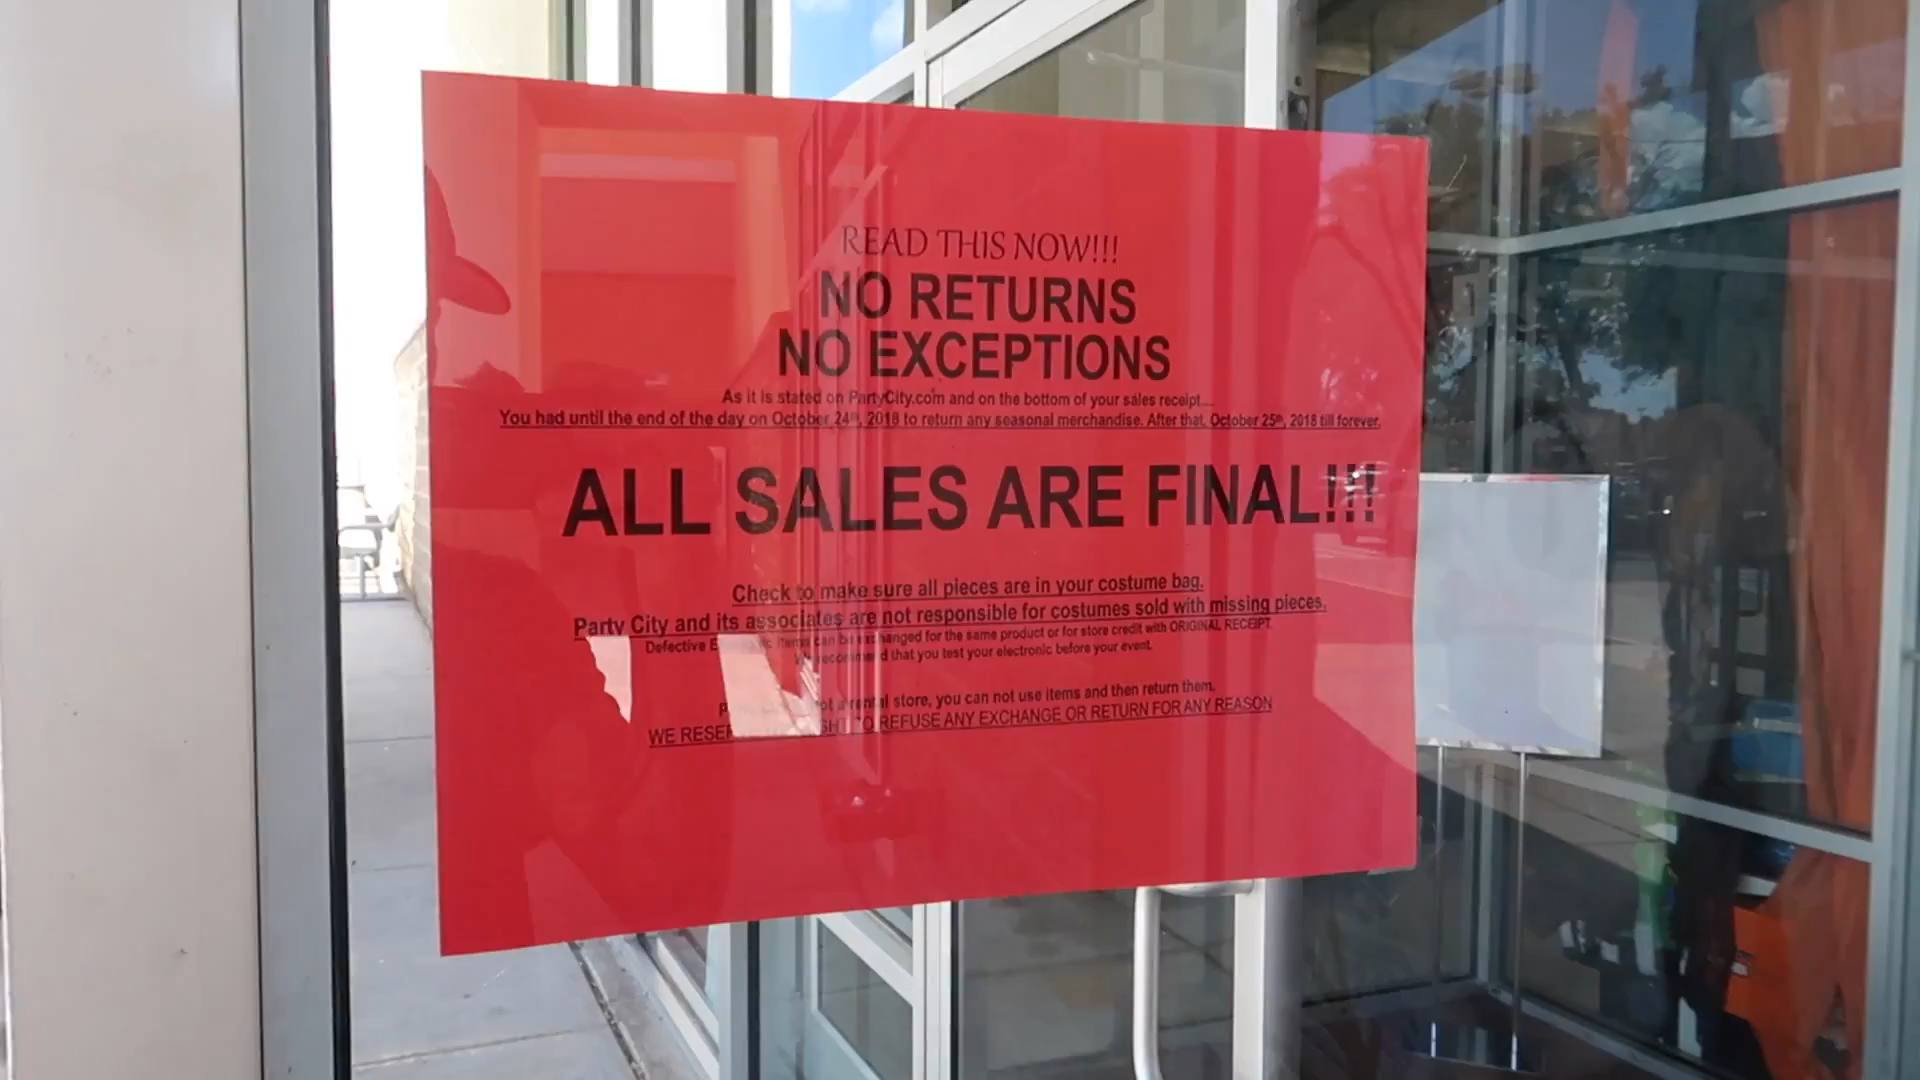 READ THIS NOW!!!
NO RETURNS
NO EXCEPTIONS
As it is stated on PartyCity.com and on the bottom of your sales receipt...
You had until the end of the day on October 24th, 2018 to return any seasonal merchandise. After that, October 25th, 2018 till forever,
ALL SALES ARE FINAL!!!
Check to make sure all pieces are in your costume bag.
Party City and its associates are not responsible for costumes sold with missing pieces.
Defective items can be exchanged for the same product or for store credit with ORIGINAL RECEIPT.
We recommend that you test your electronic before your event.
rental store, you can not use items and then return them.
WE TO REFUSE ANY EXCHANGE OR RETURN FOR ANY REASON